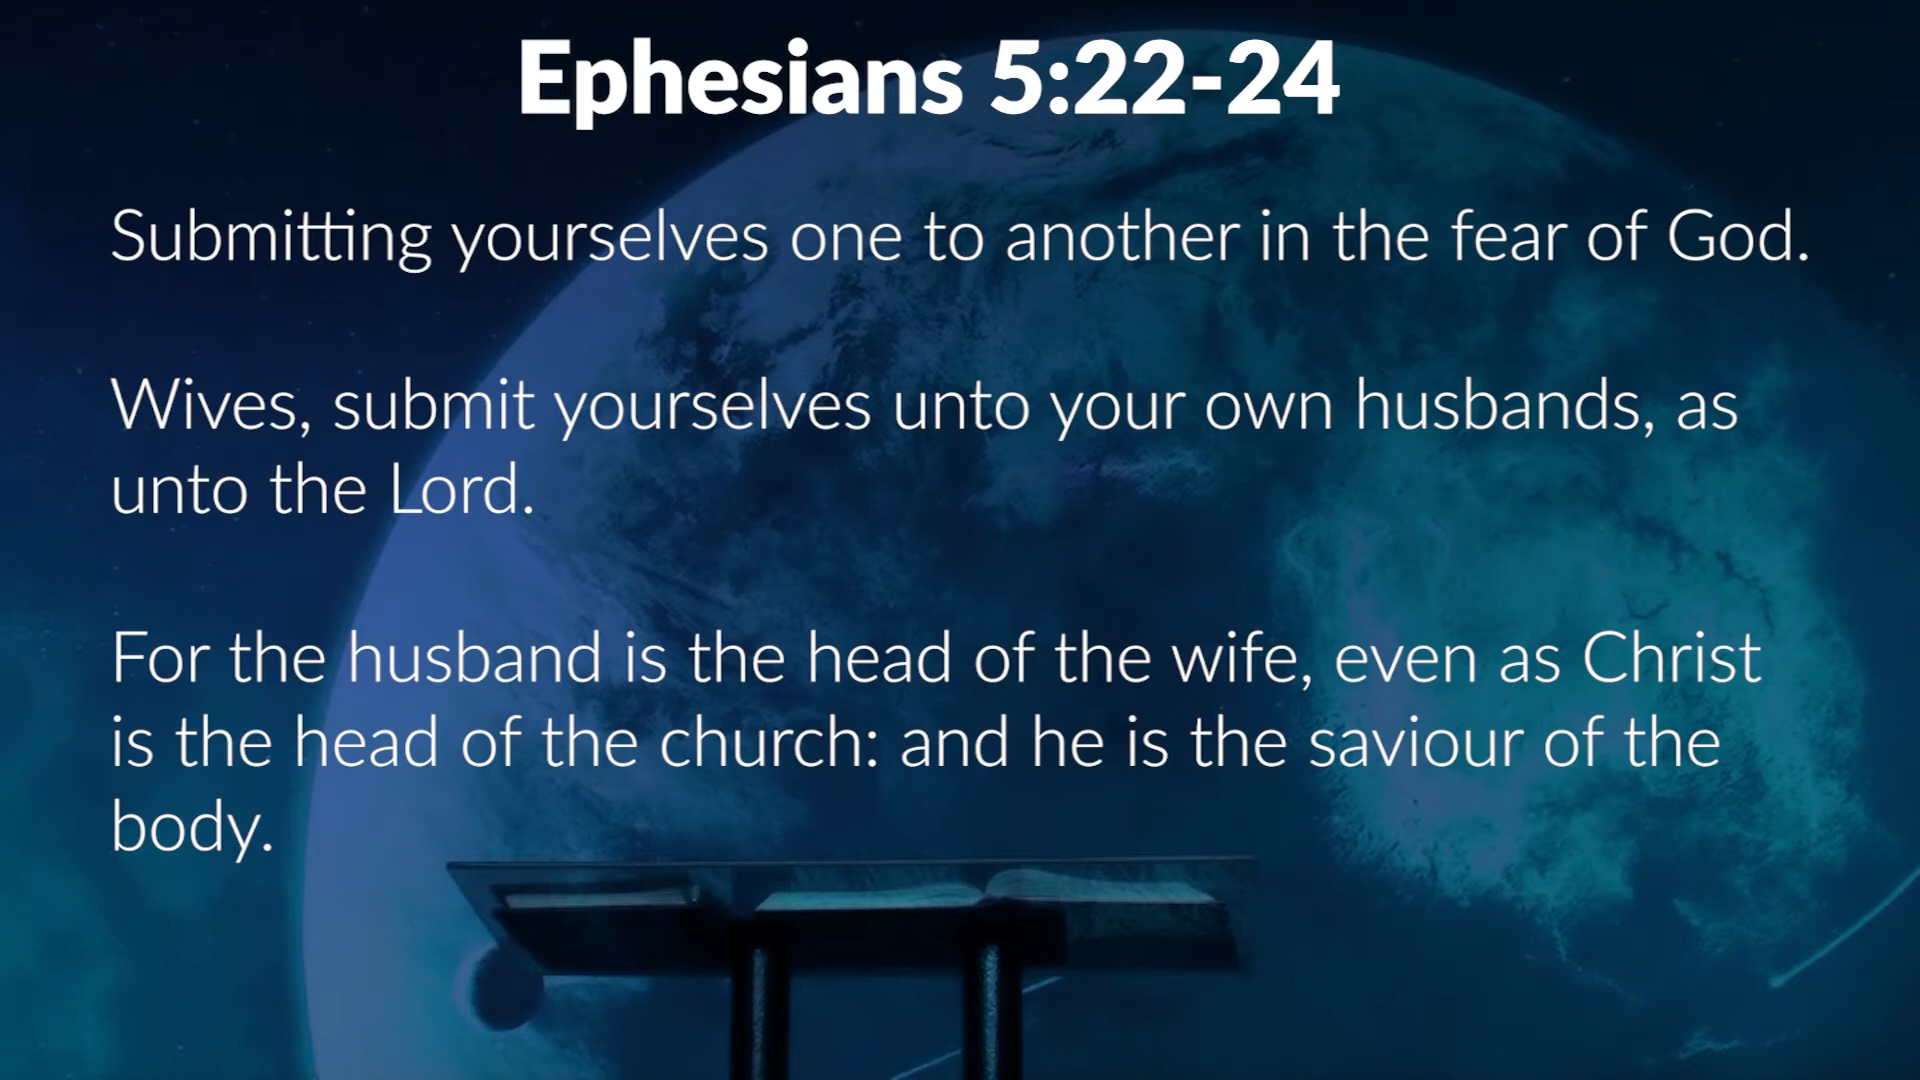 Ephesians 5:22-24
Submitting yourselves one to another in the fear of God.
Wives, submit yourselves unto your own husbands, as
unto the Lord.
For the husband is the head of the wife, even as Christ
is the head of the church: and he is the saviour of the
body.